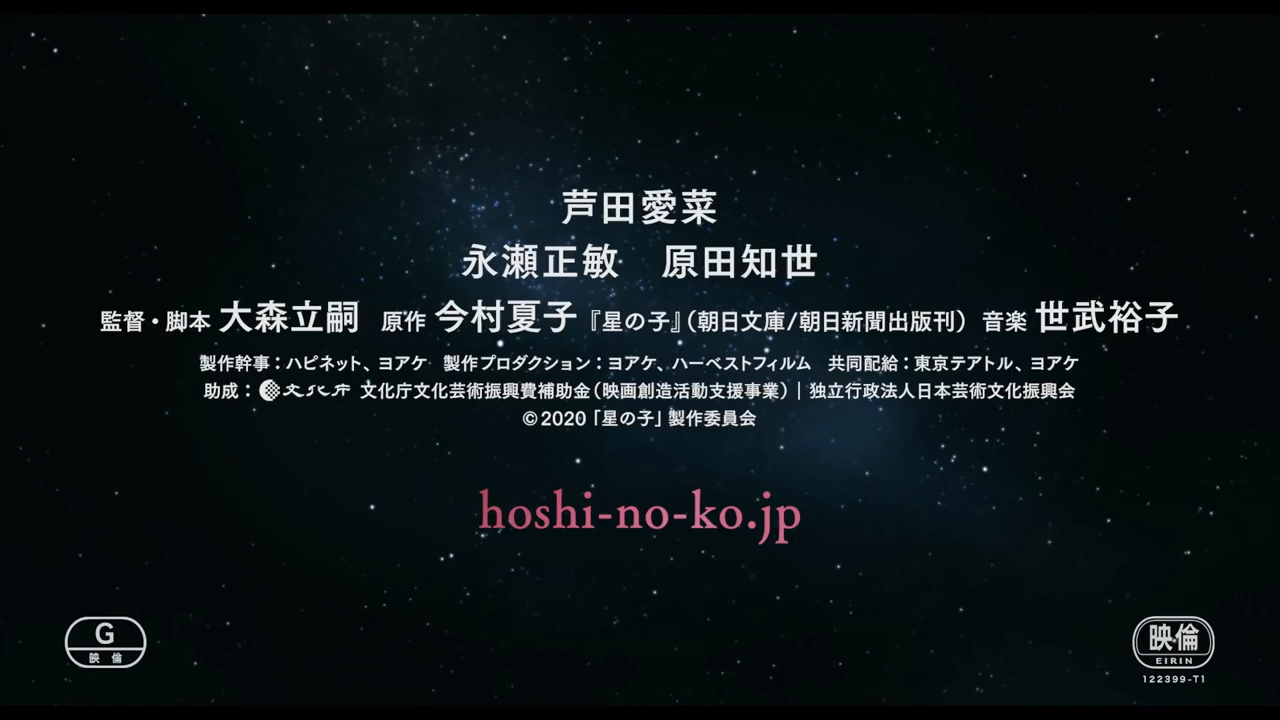 芦田愛菜
永瀬正敏 原田知世
監督・脚本 大森立嗣 原作 今村夏子『星の子』(朝日文庫/朝日新聞出版刊) 音楽 世武裕子
製作幹事：ハピネット、ヨアケ 製作プロダクション：ヨアケ、ハーベストフィルム 共同配給：東京テアトル、ヨアケ
助成：文化庁 文化庁文化芸術振興費補助金(映画創造活動支援事業)｜独立行政法人日本芸術文化振興会
©2020「星の子」製作委員会
hoshi-no-ko.jp
G
映倫
映倫
EIRIN
122399-T1